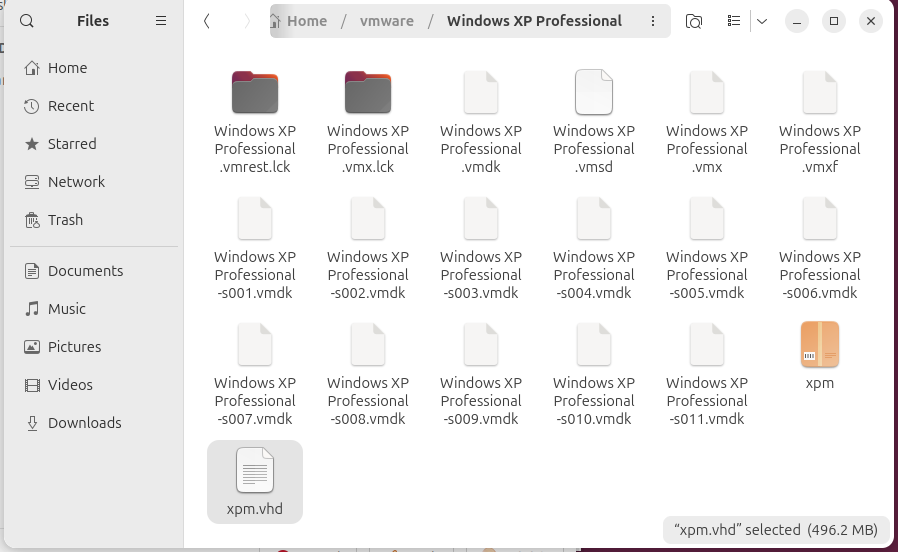 Files
Home / vmware / Windows XP Professional
Home
Recent
Starred
Network
Trash
Documents
Music
Pictures
Videos
Downloads
Windows XP
Professional
.vmrest.lck
Windows XP
Professional
.vmx.lck
Windows XP
Professional
.vmdk
Windows XP
Professional
.vmsd
Windows XP
Professional
.vmx
Windows XP
Professional
.vmxf
Windows XP
Professional
-s001.vmdk
Windows XP
Professional
-s002.vmdk
Windows XP
Professional
-s003.vmdk
Windows XP
Professional
-s004.vmdk
Windows XP
Professional
-s005.vmdk
Windows XP
Professional
-s006.vmdk
Windows XP
Professional
-s007.vmdk
Windows XP
Professional
-s008.vmdk
Windows XP
Professional
-s009.vmdk
Windows XP
Professional
-s010.vmdk
Windows XP
Professional
-s011.vmdk
xpm
xpm.vhd
“xpm.vhd” selected (496.2 MB)